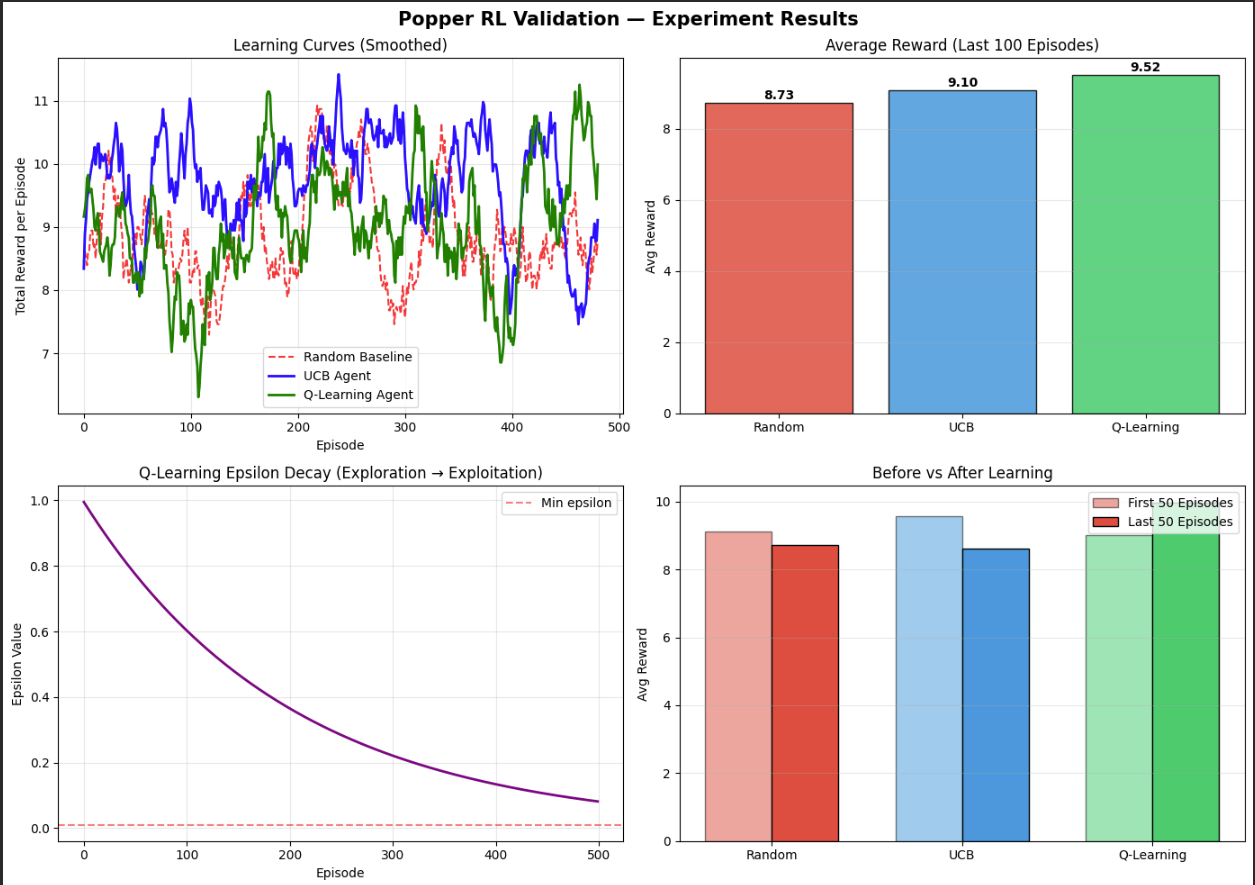 Popper RL Validation — Experiment Results
Learning Curves (Smoothed)
Total Reward per Episode
11
10
9
8
7
Random Baseline
UCB Agent
Q-Learning Agent
0 100 200 300 400 500
Episode
Average Reward (Last 100 Episodes)
Avg Reward
8
6
4
2
0
8.73
9.10
9.52
Random UCB Q-Learning
Q-Learning Epsilon Decay (Exploration → Exploitation)
Epsilon Value
1.0
0.8
0.6
0.4
0.2
0.0
Min epsilon
0 100 200 300 400 500
Episode
Before vs After Learning
Avg Reward
10
8
6
4
2
0
First 50 Episodes
Last 50 Episodes
Random UCB Q-Learning